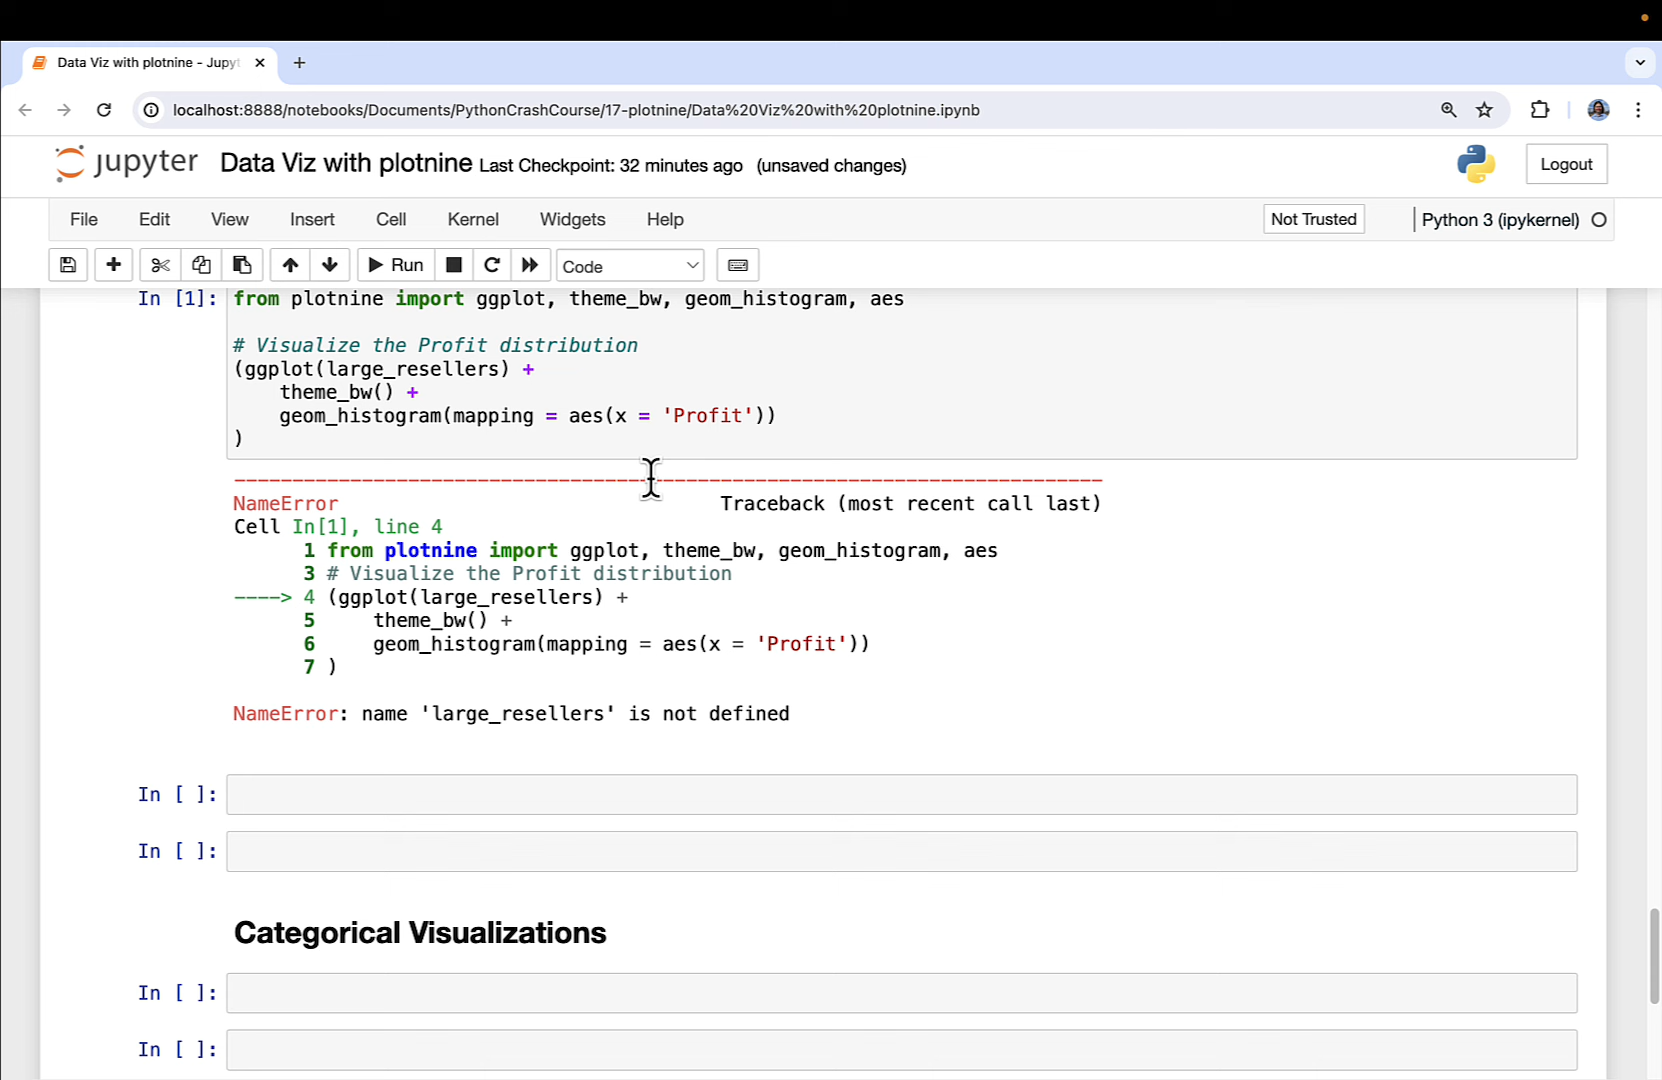 Data Viz with plotnine - Jupyt
localhost:8888/notebooks/Documents/PythonCrashCourse/17-plotnine/Data%20Viz%20with%20plotnine.ipynb
jupyter Data Viz with plotnine Last Checkpoint: 32 minutes ago (unsaved changes) Logout
File Edit View Insert Cell Kernel Widgets Help Not Trusted Python 3 (ipykernel)
Run Code
In [1]: from plotnine import ggplot, theme_bw, geom_histogram, aes
# Visualize the Profit distribution
(ggplot(large_resellers) +
    theme_bw() +
    geom_histogram(mapping = aes(x = 'Profit'))
)
---------------------------------------------------------------------------
NameError Traceback (most recent call last)
Cell In[1], line 4
1 from plotnine import ggplot, theme_bw, geom_histogram, aes
3 # Visualize the Profit distribution
----> 4 (ggplot(large_resellers) +
5     theme_bw() +
6     geom_histogram(mapping = aes(x = 'Profit'))
7 )
NameError: name 'large_resellers' is not defined
In [ ]:
In [ ]:
Categorical Visualizations
In [ ]:
In [ ]: